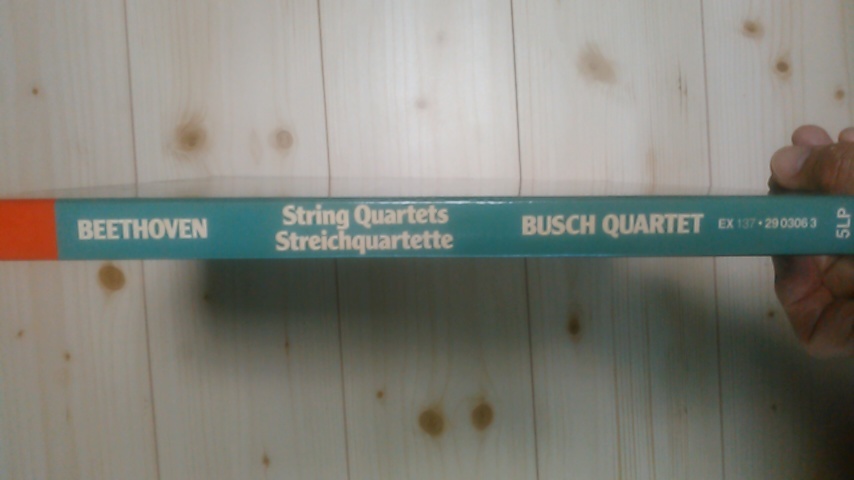 BEETHOVEN
String Quartets
Streichquartette
BUSCH QUARTET
EX 137 • 29 0306 3
5LP